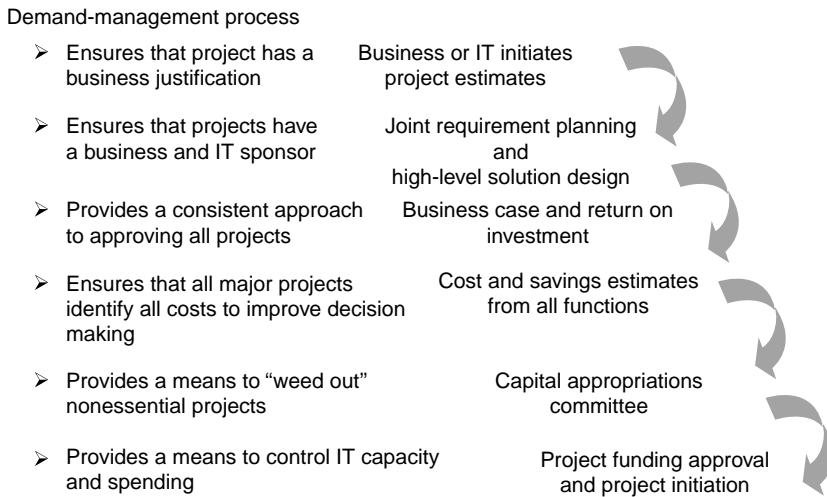 Demand-management process
➢ Ensures that project has a
business justification
Business or IT initiates
project estimates
➢ Ensures that projects have
a business and IT sponsor
Joint requirement planning
and
high-level solution design
➢ Provides a consistent approach
to approving all projects
Business case and return on
investment
➢ Ensures that all major projects
identify all costs to improve decision
making
Cost and savings estimates
from all functions
➢ Provides a means to “weed out”
nonessential projects
Capital appropriations
committee
➢ Provides a means to control IT capacity
and spending
Project funding approval
and project initiation